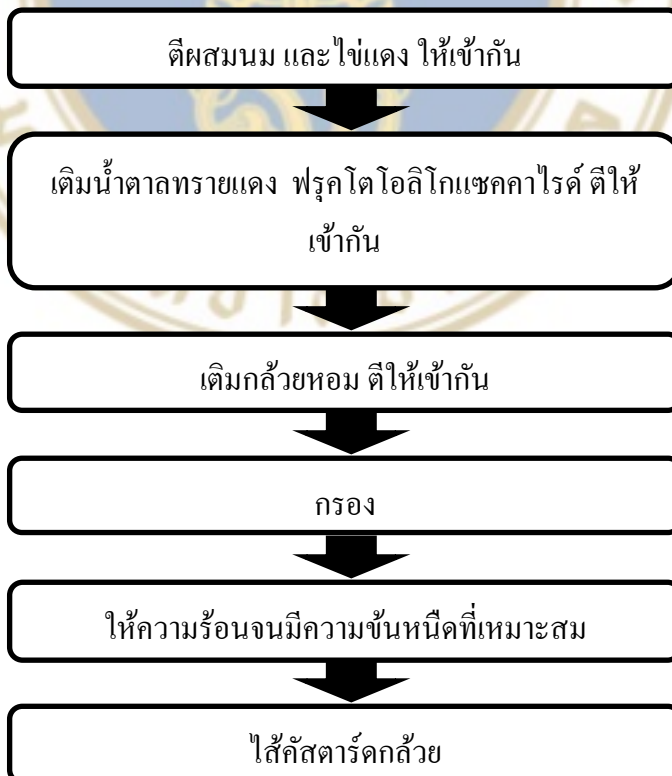 ตีผสมนม และไข่แดง ให้เข้ากัน
เติมน้ำตาลทรายแดง ฟรุคโตโอลิโกแซคคาไรด์ ตีให้
เข้ากัน
เติมกล้วยหอม ตีให้เข้ากัน
กรอง
ให้ความร้อนจนมีความข้นหนืดที่เหมาะสม
ไส้คัสตาร์ดกล้วย